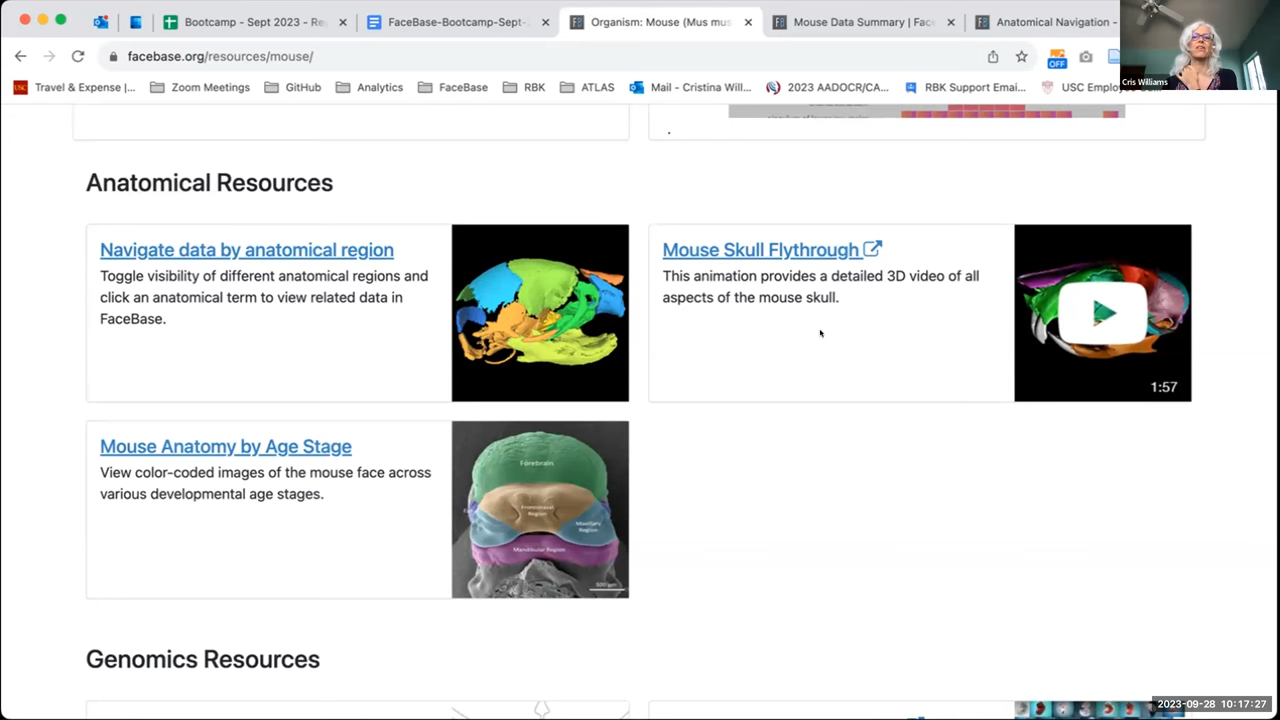 Bootcamp - Sept 2023 - Re
FaceBase-Bootcamp-Sept-
Organism: Mouse (Mus mus
Mouse Data Summary | Face
Anatomical Navigation -
facebase.org/resources/mouse/
OFF
Cris Williams
Travel & Expense |...
Zoom Meetings
GitHub
Analytics
FaceBase
RBK
ATLAS
Mail - Cristina Will...
2023 AADOCR/CA...
RBK Support Emai...
USC Employe
Anatomical Resources
Navigate data by anatomical region
Toggle visibility of different anatomical regions and
click an anatomical term to view related data in
FaceBase.
Mouse Skull Flythrough
This animation provides a detailed 3D video of all
aspects of the mouse skull.
1:57
Mouse Anatomy by Age Stage
View color-coded images of the mouse face across
various developmental age stages.
Forebrain
Frontonasal
Region
Maxillary
Region
Mandibular Region
500 µm
Genomics Resources
2023-09-28 10:17:27